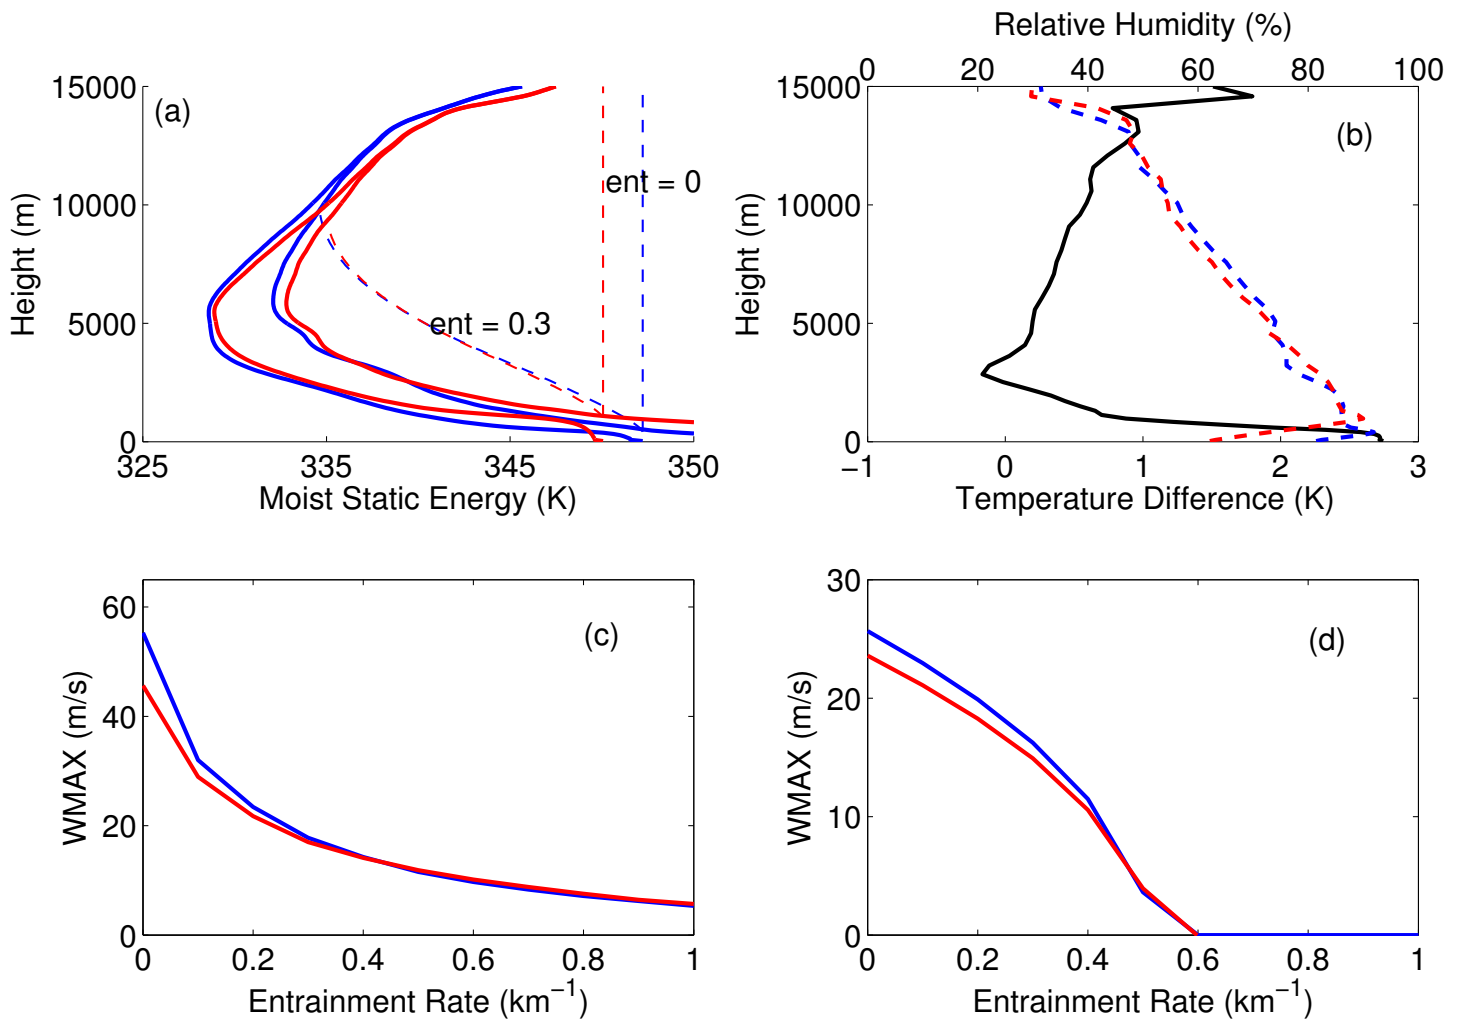 (a)
15000
10000
5000
0
Height (m)
ent = 0
ent = 0.3
325
335
345
350
Moist Static Energy (K)
Relative Humidity (%)
0
20
40
60
80
100
(b)
15000
10000
5000
0
Height (m)
−1
0
1
2
3
Temperature Difference (K)
(c)
60
40
20
0
WMAX (m/s)
0
0.2
0.4
0.6
0.8
1
Entrainment Rate (km⁻¹)
(d)
30
20
10
0
WMAX (m/s)
0
0.2
0.4
0.6
0.8
1
Entrainment Rate (km⁻¹)